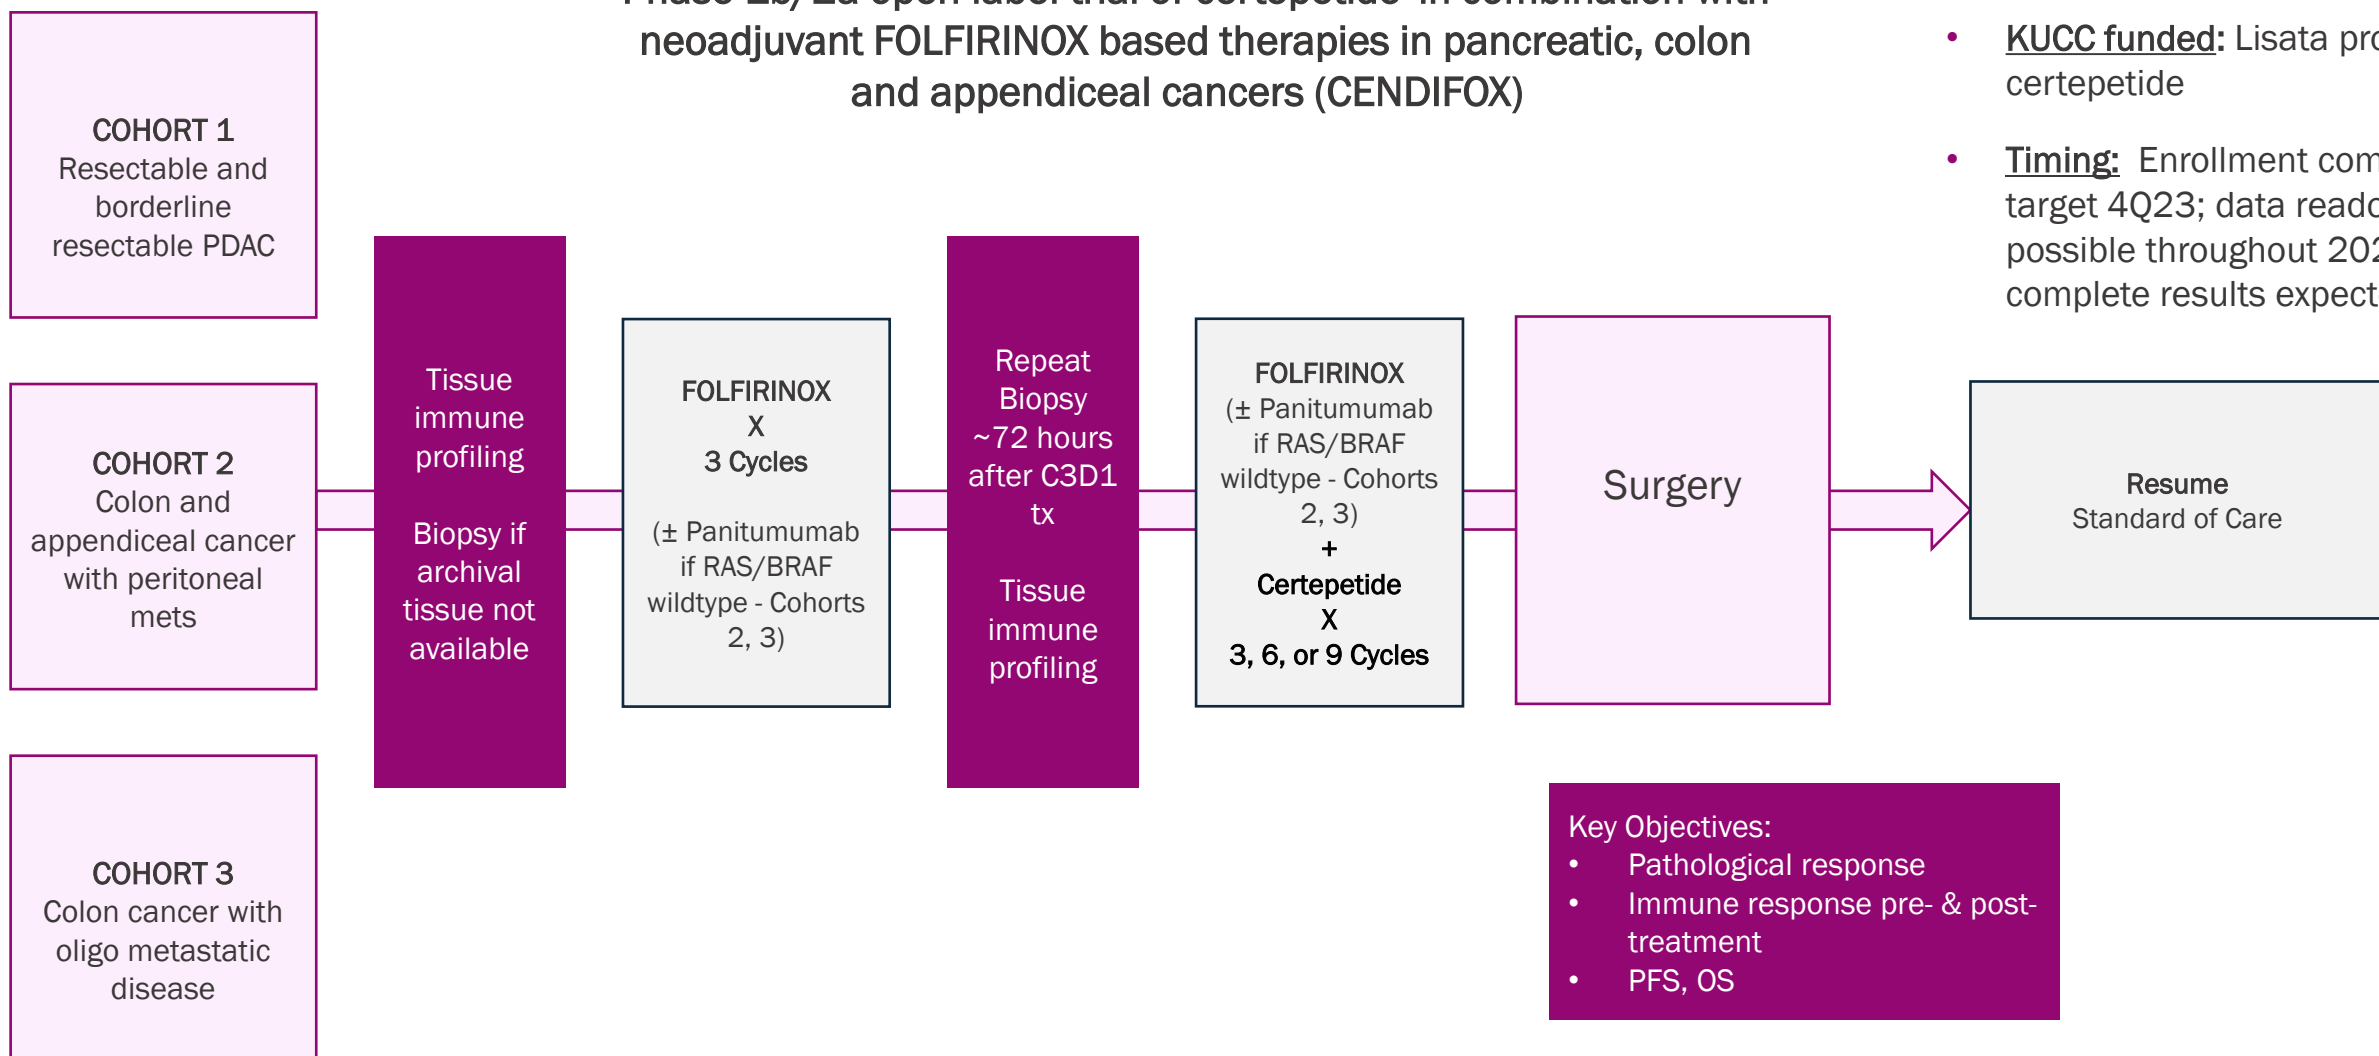 neoadjuvant FOLFIRINOX based therapies in pancreatic, colon
and appendiceal cancers (CENDIFOX)
• KUCC funded: Lisata
certepetide
• Timing: Enrollment
target 4Q23; data
possible throughout
complete results
COHORT 1
Resectable and
borderline
resectable PDAC
COHORT 2
Colon and
appendiceal cancer
with peritoneal
mets
COHORT 3
Colon cancer with
oligo metastatic
disease
Tissue
immune
profiling
Biopsy if
archival
tissue not
available
FOLFIRINOX
X
3 Cycles
(± Panitumumab
if RAS/BRAF
wildtype - Cohorts
2, 3)
Repeat
Biopsy
~72 hours
after C3D1
tx
Tissue
immune
profiling
FOLFIRINOX
(± Panitumumab
if RAS/BRAF
wildtype - Cohorts
2, 3)
+
Certepetide
X
3, 6, or 9 Cycles
Surgery
Resume
Standard of Care
Key Objectives:
• Pathological response
• Immune response pre- & post-
treatment
• PFS, OS